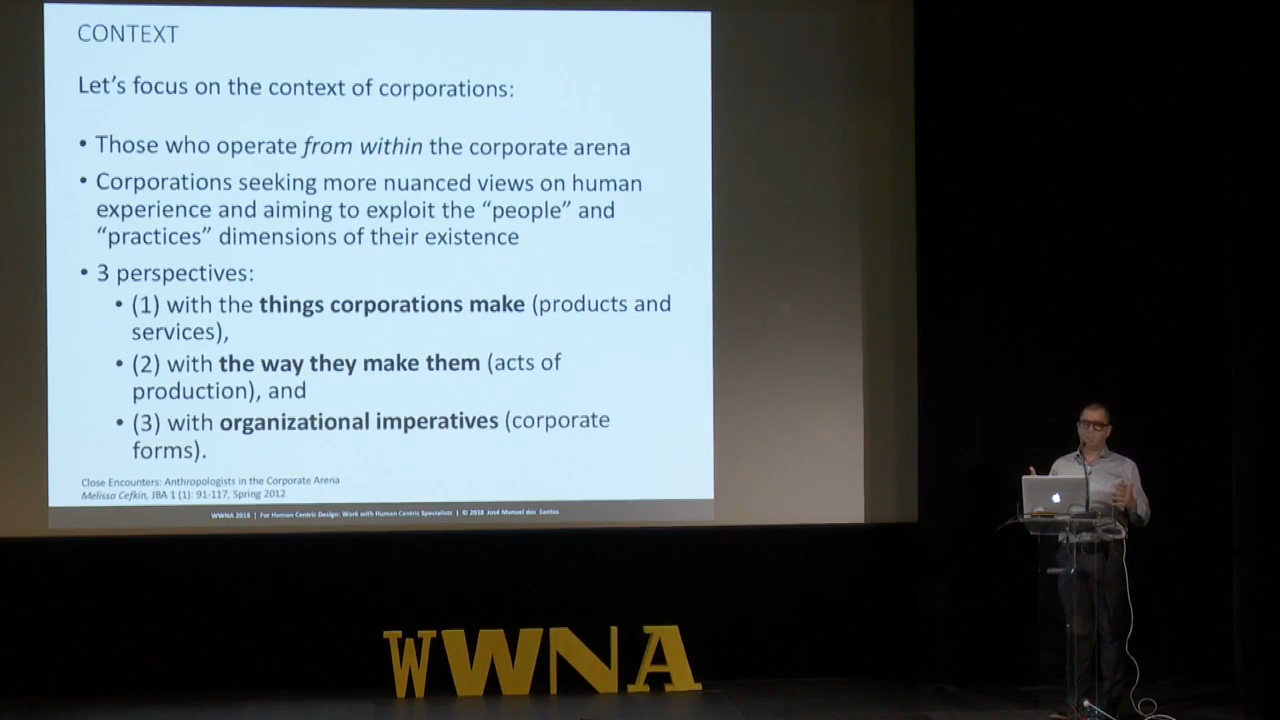 CONTEXT
Let's focus on the context of corporations:
• Those who operate from within the corporate arena
• Corporations seeking more nuanced views on human
experience and aiming to exploit the “people” and
“practices” dimensions of their existence
• 3 perspectives:
• (1) with the things corporations make (products and
services),
• (2) with the way they make them (acts of
production), and
• (3) with organizational imperatives (corporate
forms).
Close Encounters: Anthropologists in the Corporate Arena
Melissa Cefkin, JBA 1 (1): 91-117, Spring 2012
WWNA 2018 | For Human Centric Design: Work with Human Centric Specialists | © 2018 José Manuel dos Santos
WWNA